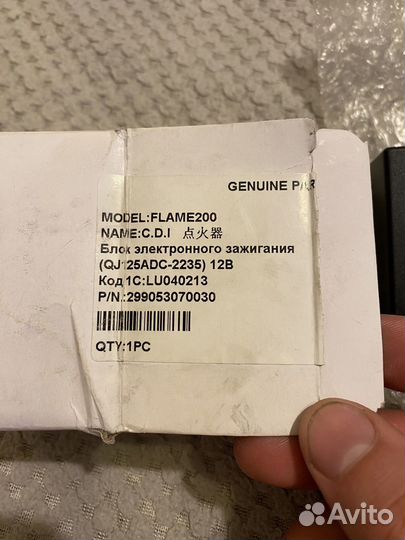 GENUINE PAR
MODEL:FLAME200
NAME:C.D.I 点火器
Блок электронного зажигания
(QJ125ADC-2235) 12В
Код 1С:LU040213
P/N.:299053070030
QTY:1PC
Avito